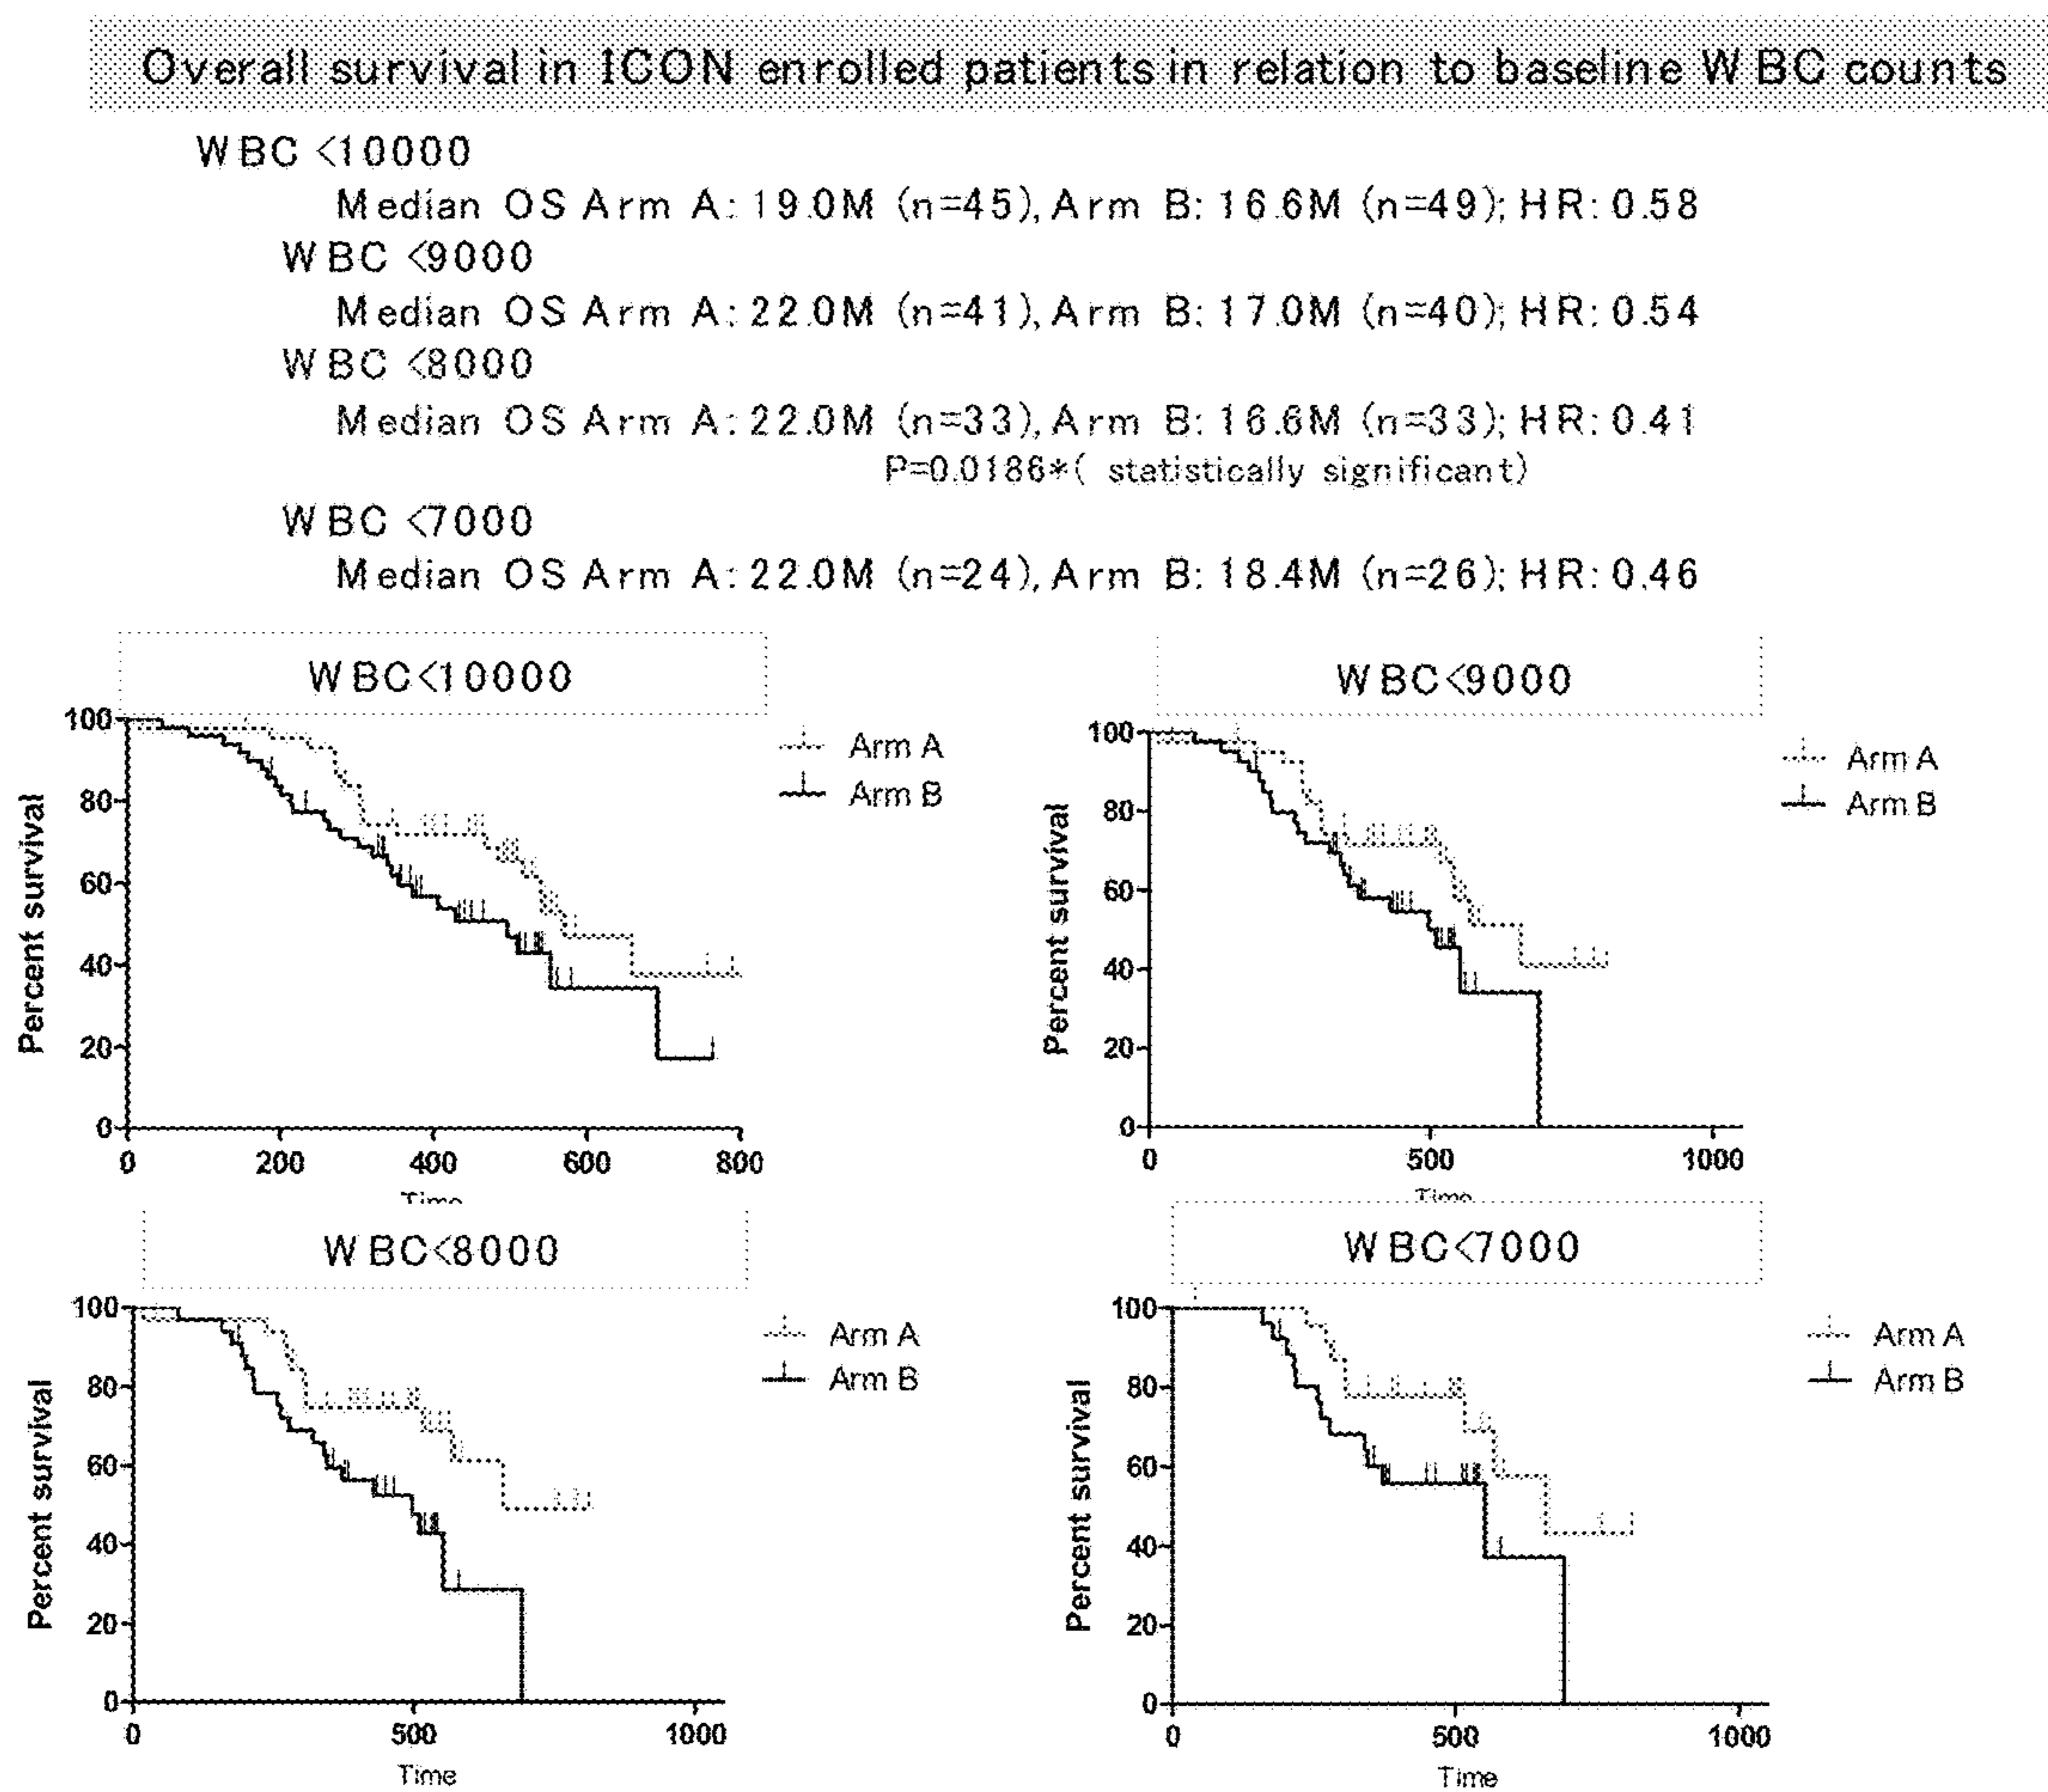 Overall survival in ICON enrolled patients in relation to baseline WBC counts
WBC <10000
Median OS Arm A: 19.0M (n=45), Arm B: 16.6M (n=49); HR: 0.58
WBC <9000
Median OS Arm A: 22.0M (n=41), Arm B: 17.0M (n=40); HR: 0.54
WBC <8000
Median OS Arm A: 22.0M (n=33), Arm B: 16.6M (n=33); HR: 0.41
P=0.0186*( statistically significant)
WBC <7000
Median OS Arm A: 22.0M (n=24), Arm B: 18.4M (n=26); HR: 0.46
WBC<10000
Percent survival
100
80
60
40
20
0
0 200 400 600 800
Time
Arm A
Arm B
WBC<9000
Percent survival
100
80
60
40
20
0
0 500 1000
Time
Arm A
Arm B
WBC<8000
Percent survival
100
80
60
40
20
0
0 500 1000
Time
Arm A
Arm B
WBC<7000
Percent survival
100
80
60
40
20
0
0 500 1000
Time
Arm A
Arm B